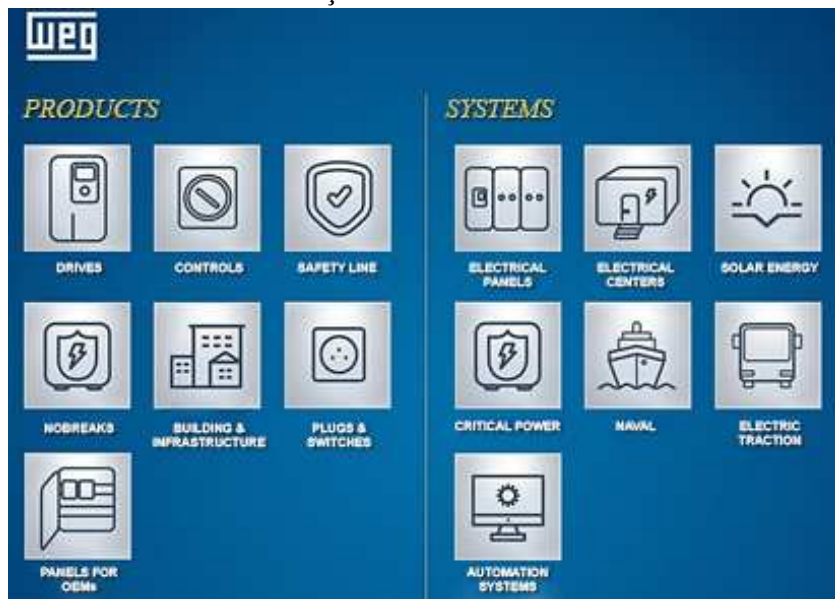 weg
PRODUCTS
DRIVES
CONTROLS
SAFETY LINE
NOBREAKS
BUILDING &
INFRASTRUCTURE
PLUGS &
SWITCHES
PANELS FOR
OEMs
SYSTEMS
ELECTRICAL
PANELS
ELECTRICAL
CENTERS
SOLAR ENERGY
CRITICAL POWER
NAVAL
ELECTRIC
TRACTION
AUTOMATION
SYSTEMS